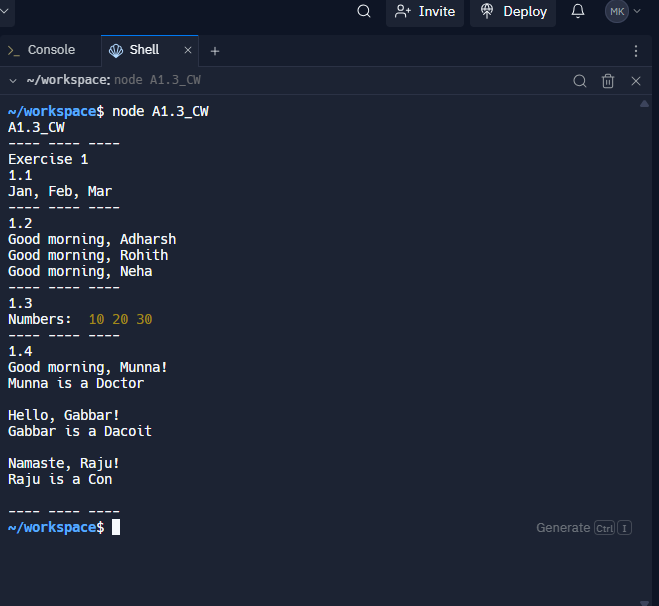 Invite
Deploy
MK
>_ Console
Shell × +
~/workspace: node A1.3_CW
~/workspace$ node A1.3_CW
A1.3_CW
---- ---- ----
Exercise 1
1.1
Jan, Feb, Mar
---- ---- ----
1.2
Good morning, Adharsh
Good morning, Rohith
Good morning, Neha
---- ---- ----
1.3
Numbers:  10 20 30
---- ---- ----
1.4
Good morning, Munna!
Munna is a Doctor
Hello, Gabbar!
Gabbar is a Dacoit
Namaste, Raju!
Raju is a Con
---- ---- ----
~/workspace$
Generate Ctrl I